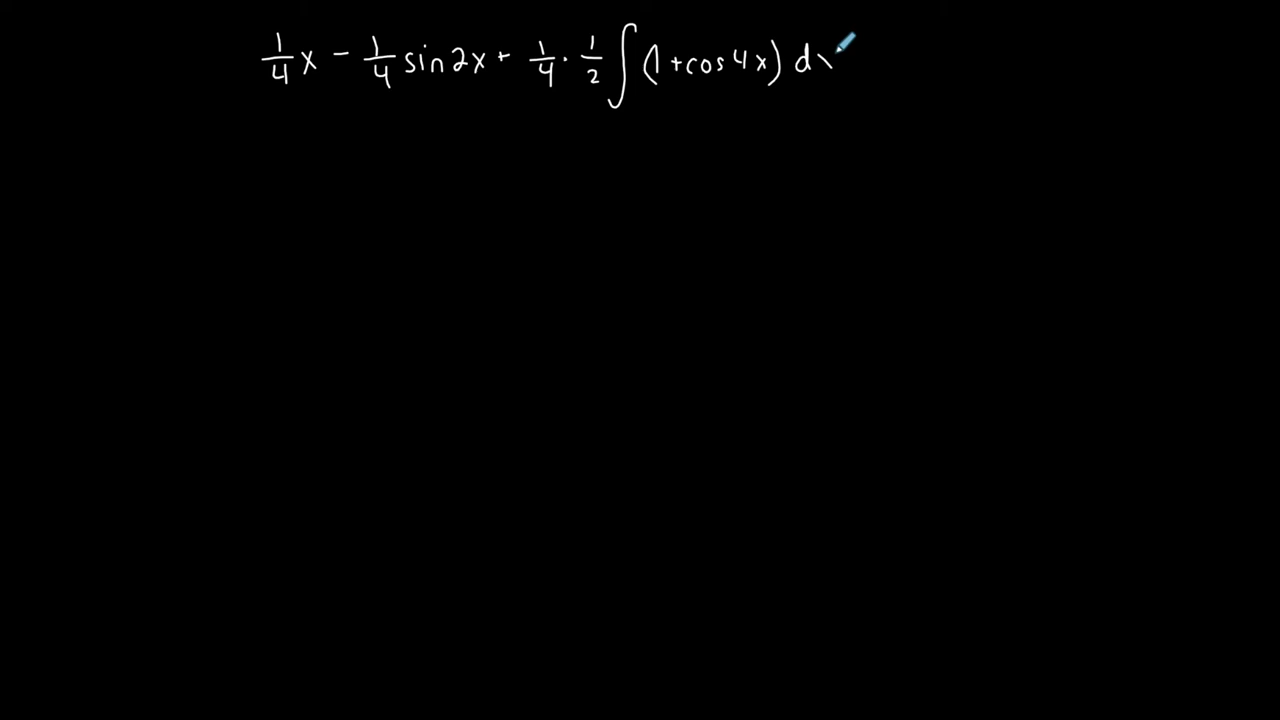 1/4 x - 1/4 sin 2x + 1/4 · 1/2 ∫ (1 + cos 4x) d